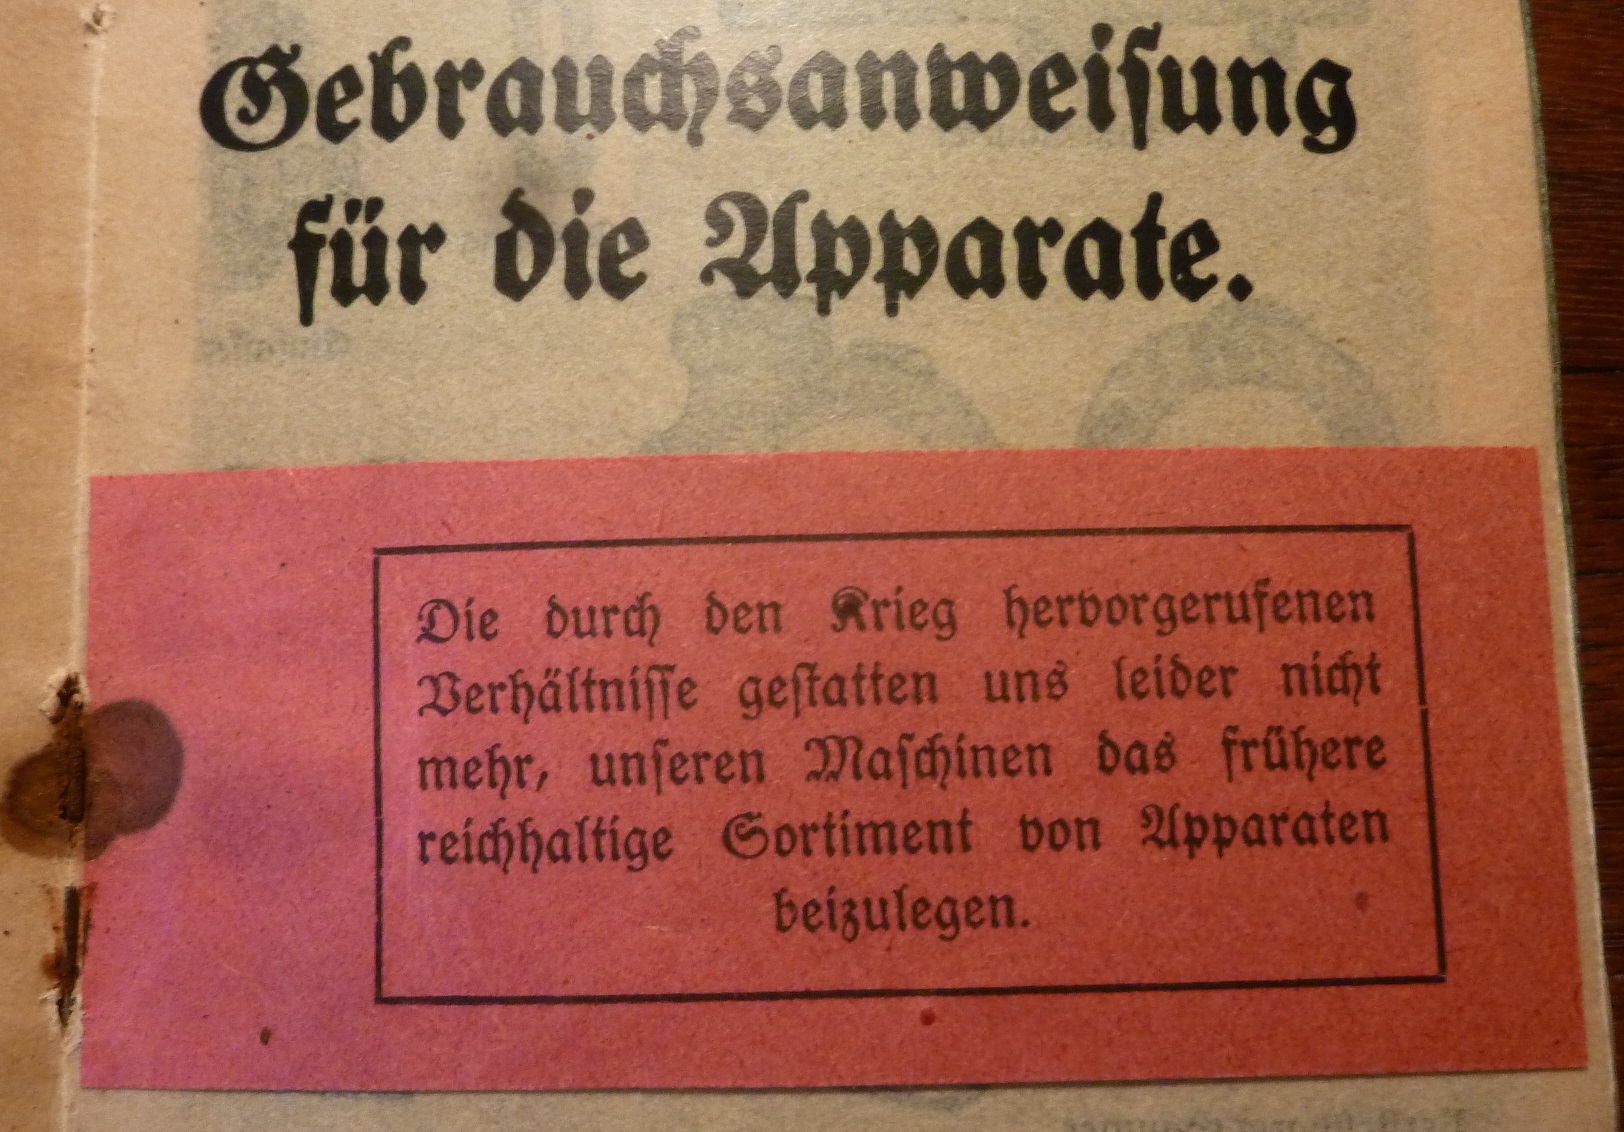 Gebrauchsanweiſung
für die Apparate.
Die durch den Krieg hervorgerufenen
Verhältniſſe geſtatten uns leider nicht
mehr, unſeren Maſchinen das frühere
reichhaltige Sortiment von Apparaten
beizulegen.